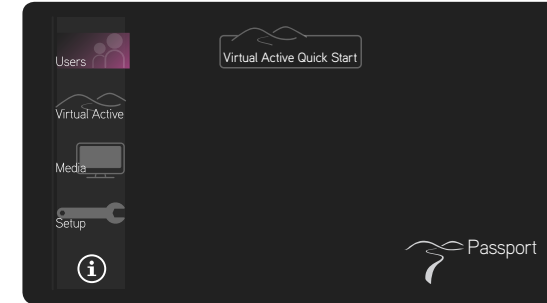 Users
Virtual Active Quick Start
Virtual Active
Media
Setup
i
Passport